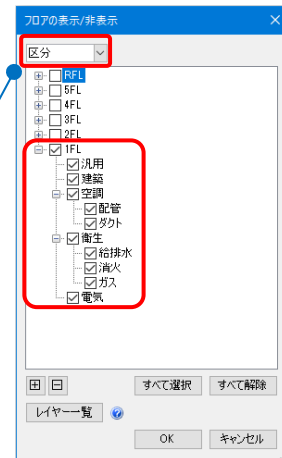 フロアの表示/非表示
区分
RFL
5FL
4FL
3FL
2FL
1FL
汎用
建築
空調
配管
ダクト
衛生
給排水
消火
ガス
電気
すべて選択 すべて解除
レイヤー一覧
OK キャンセル